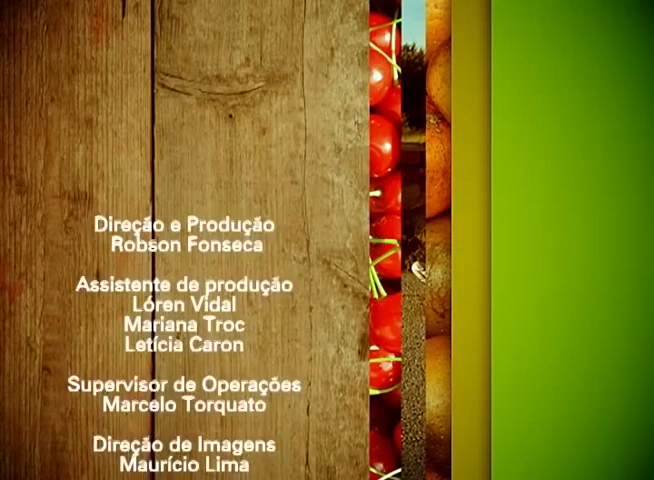 Direção e Produção
Robson Fonseca
Assistente de produção
Lóren Vidal
Mariana Troc
Letícia Caron
Supervisor de Operações
Marcelo Torquato
Direção de Imagens
Maurício Lima